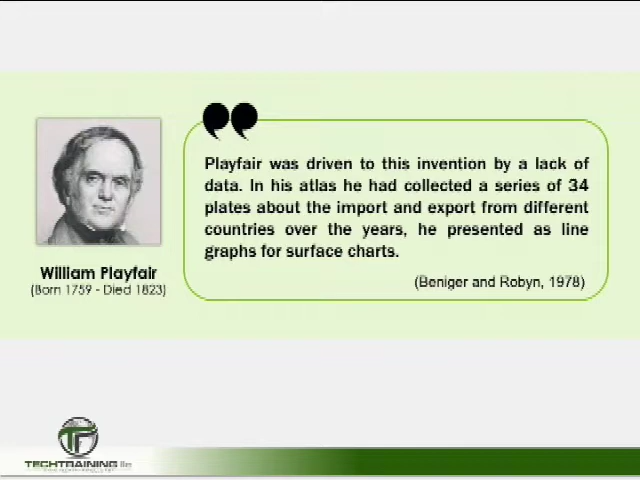 Playfair was driven to this invention by a lack of
data. In his atlas he had collected a series of 34
plates about the import and export from different
countries over the years, he presented as line
graphs for surface charts.
(Beniger and Robyn, 1978)
William Playfair
(Born 1759 - Died 1823)
TF
TECHTRAINING